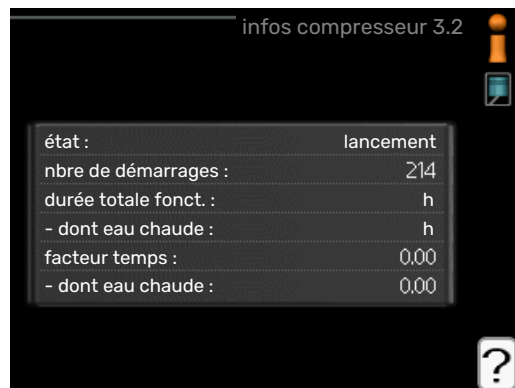 infos compresseur 3.2
état : lancement
nbre de démarrages : 214
durée totale fonct. : h
- dont eau chaude : h
facteur temps : 0.00
- dont eau chaude : 0.00
?